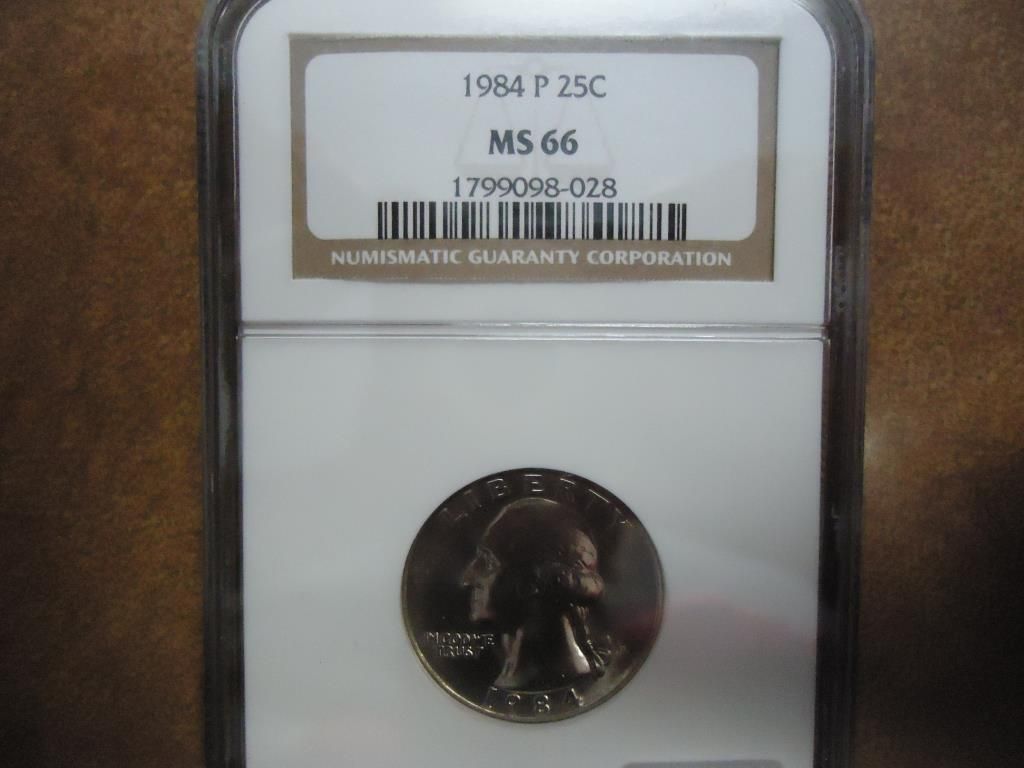 1984 P 25C
MS 66
1799098-028
NUMISMATIC GUARANTY CORPORATION
LIBERTY
IN GOD WE
TRUST
1984